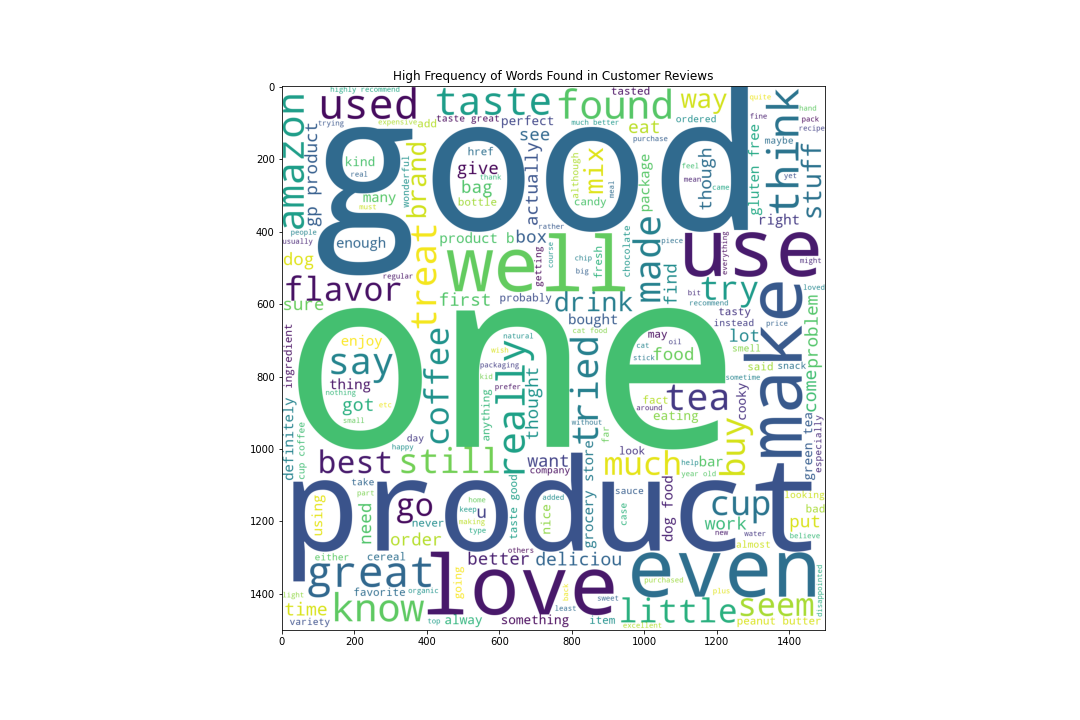 High Frequency of Words Found in Customer Reviews
0
200
400
600
800
1000
1200
1400
0
200
400
600
800
1000
1200
1400
highly recommend
used
taste
found
tasted
way
quite
think
hand
amazon
trying
expensive
add
taste great
perfect
much better
ordered
fine
pack
recipe
gp product
good
see
eat
purchase
gluten free
maybe
stuff
kind
real
wonderful
brand
href
give
thank
bag
bottle
actually
although
mix
meal
candy
package
feel
though
mean
came
yet
many
must
right
people
usually
enough
treat
product b
box
rather
well
getting
course
chip
big
fresh
chocolate
made
piece
find
use
everything
might
dog
regular
flavor
sure
first
probably
drink
try
bit
recommend
loved
bought
tasty
instead
price
make
problem
ingredient
one
enjoy
say
thing
nothing
got
etc
small
coffee
natural
wish
packaging
kid
prefer
really
thought
anything
cat food
tried
without
far
may
oil
cat
stick
food
fact
around
tea
eating
lot
smell
said
snack
sometime
cooky
come
definitely
cup coffee
day
happy
best
still
want
company
grocery store
look
much
help
bar
year old
buy
green tea
especially
product
take
part
using
need
go
never
order
home
keep
u
making
type
taste good
added
nice
sauce
case
dog food
cup
work
new
water
almost
looking
bad
put
believe
either
cereal
great
favorite
organic
others
better
deliciou
love
going
back
sweet
least
even
purchased
plus
disappointed
light
time
variety
know
top
alway
something
item
little
excellent
seem
peanut butter